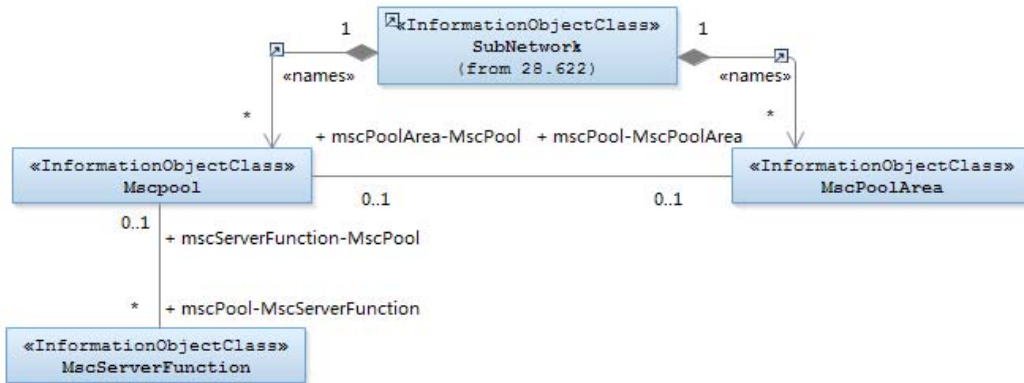 1
«InformationObjectClass»
SubNetwork
(from 28.622)
1
«names»
«names»
*
*
+ mscPoolArea-MscPool
+ mscPool-MscPoolArea
«InformationObjectClass»
Mscpool
«InformationObjectClass»
MscPoolArea
0..1
0..1
0..1
+ mscServerFunction-MscPool
*
+ mscPool-MscServerFunction
«InformationObjectClass»
MscServerFunction